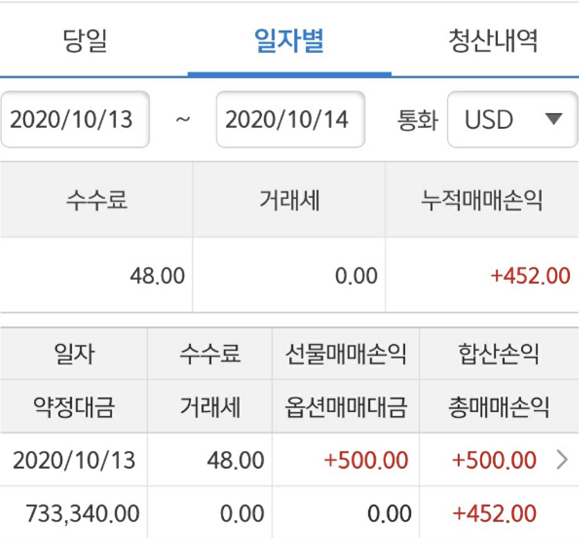 당일 일자별 청산내역
2020/10/13 ~ 2020/10/14 통화 USD
수수료 거래세 누적매매손익
48.00 0.00 +452.00
일자 수수료 선물매매손익 합산손익
약정대금 거래세 옵션매매대금 총매매손익
2020/10/13 48.00 +500.00 +500.00
733,340.00 0.00 0.00 +452.00